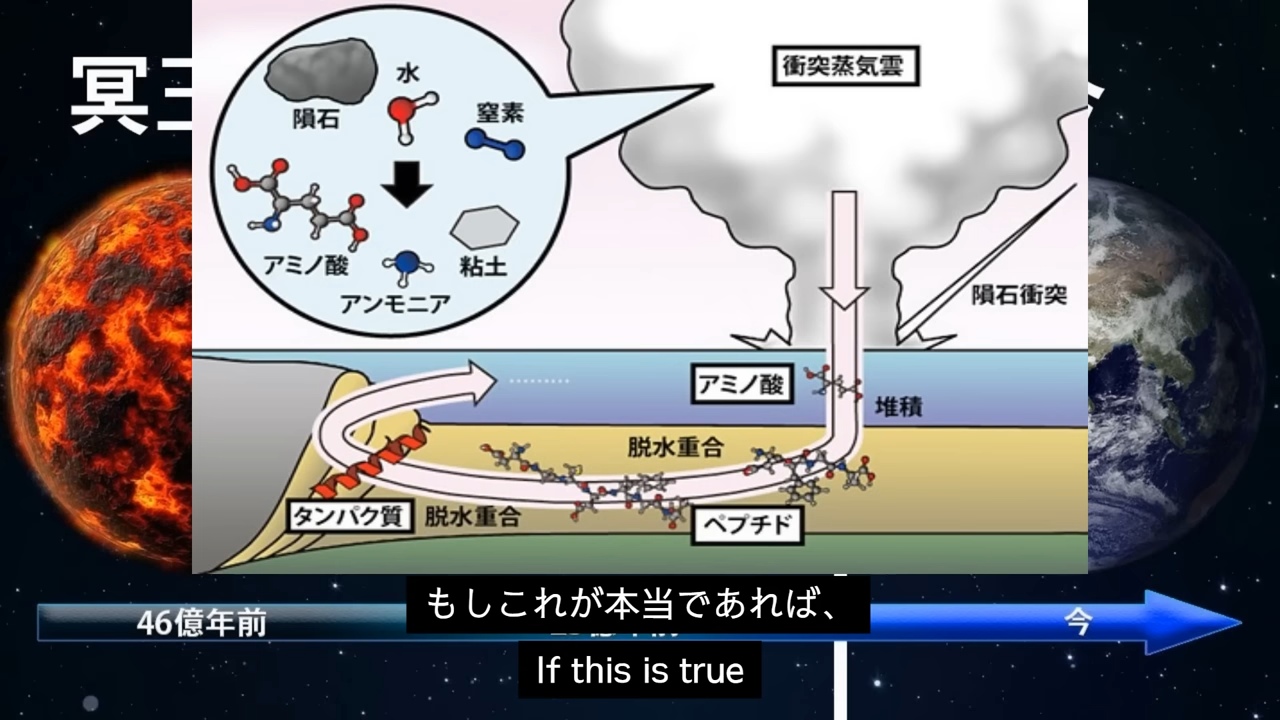 冥王
衝突蒸気雲
水
隕石
窒素
アミノ酸
粘土
アンモニア
隕石衝突
アミノ酸
堆積
脱水重合
タンパク質
脱水重合
ペプチド
もしこれが本当であれば、
46億年前
今
If this is true